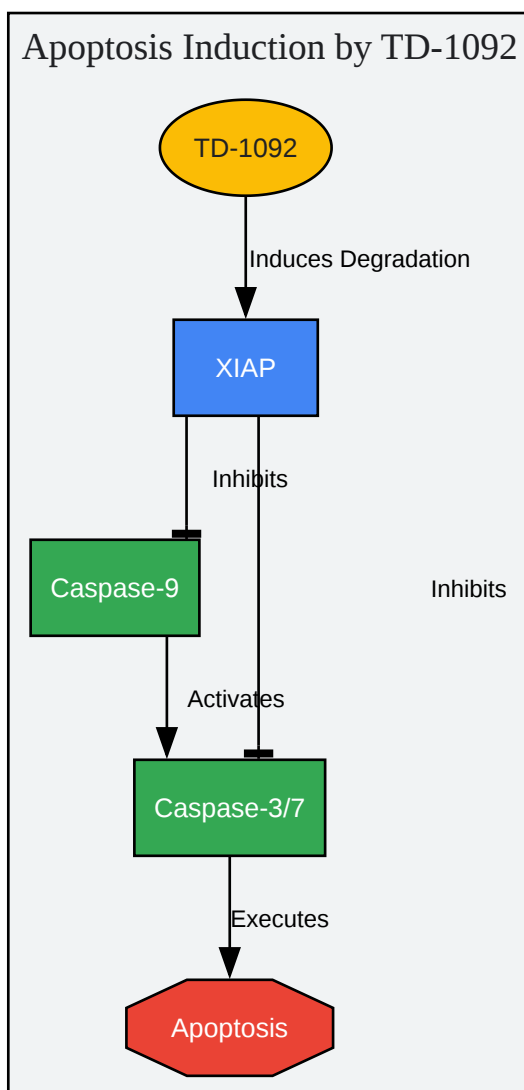 Apoptosis Induction by TD-1092
TD-1092
Induces Degradation
XIAP
Inhibits
Caspase-9
Inhibits
Activates
Caspase-3/7
Executes
Apoptosis